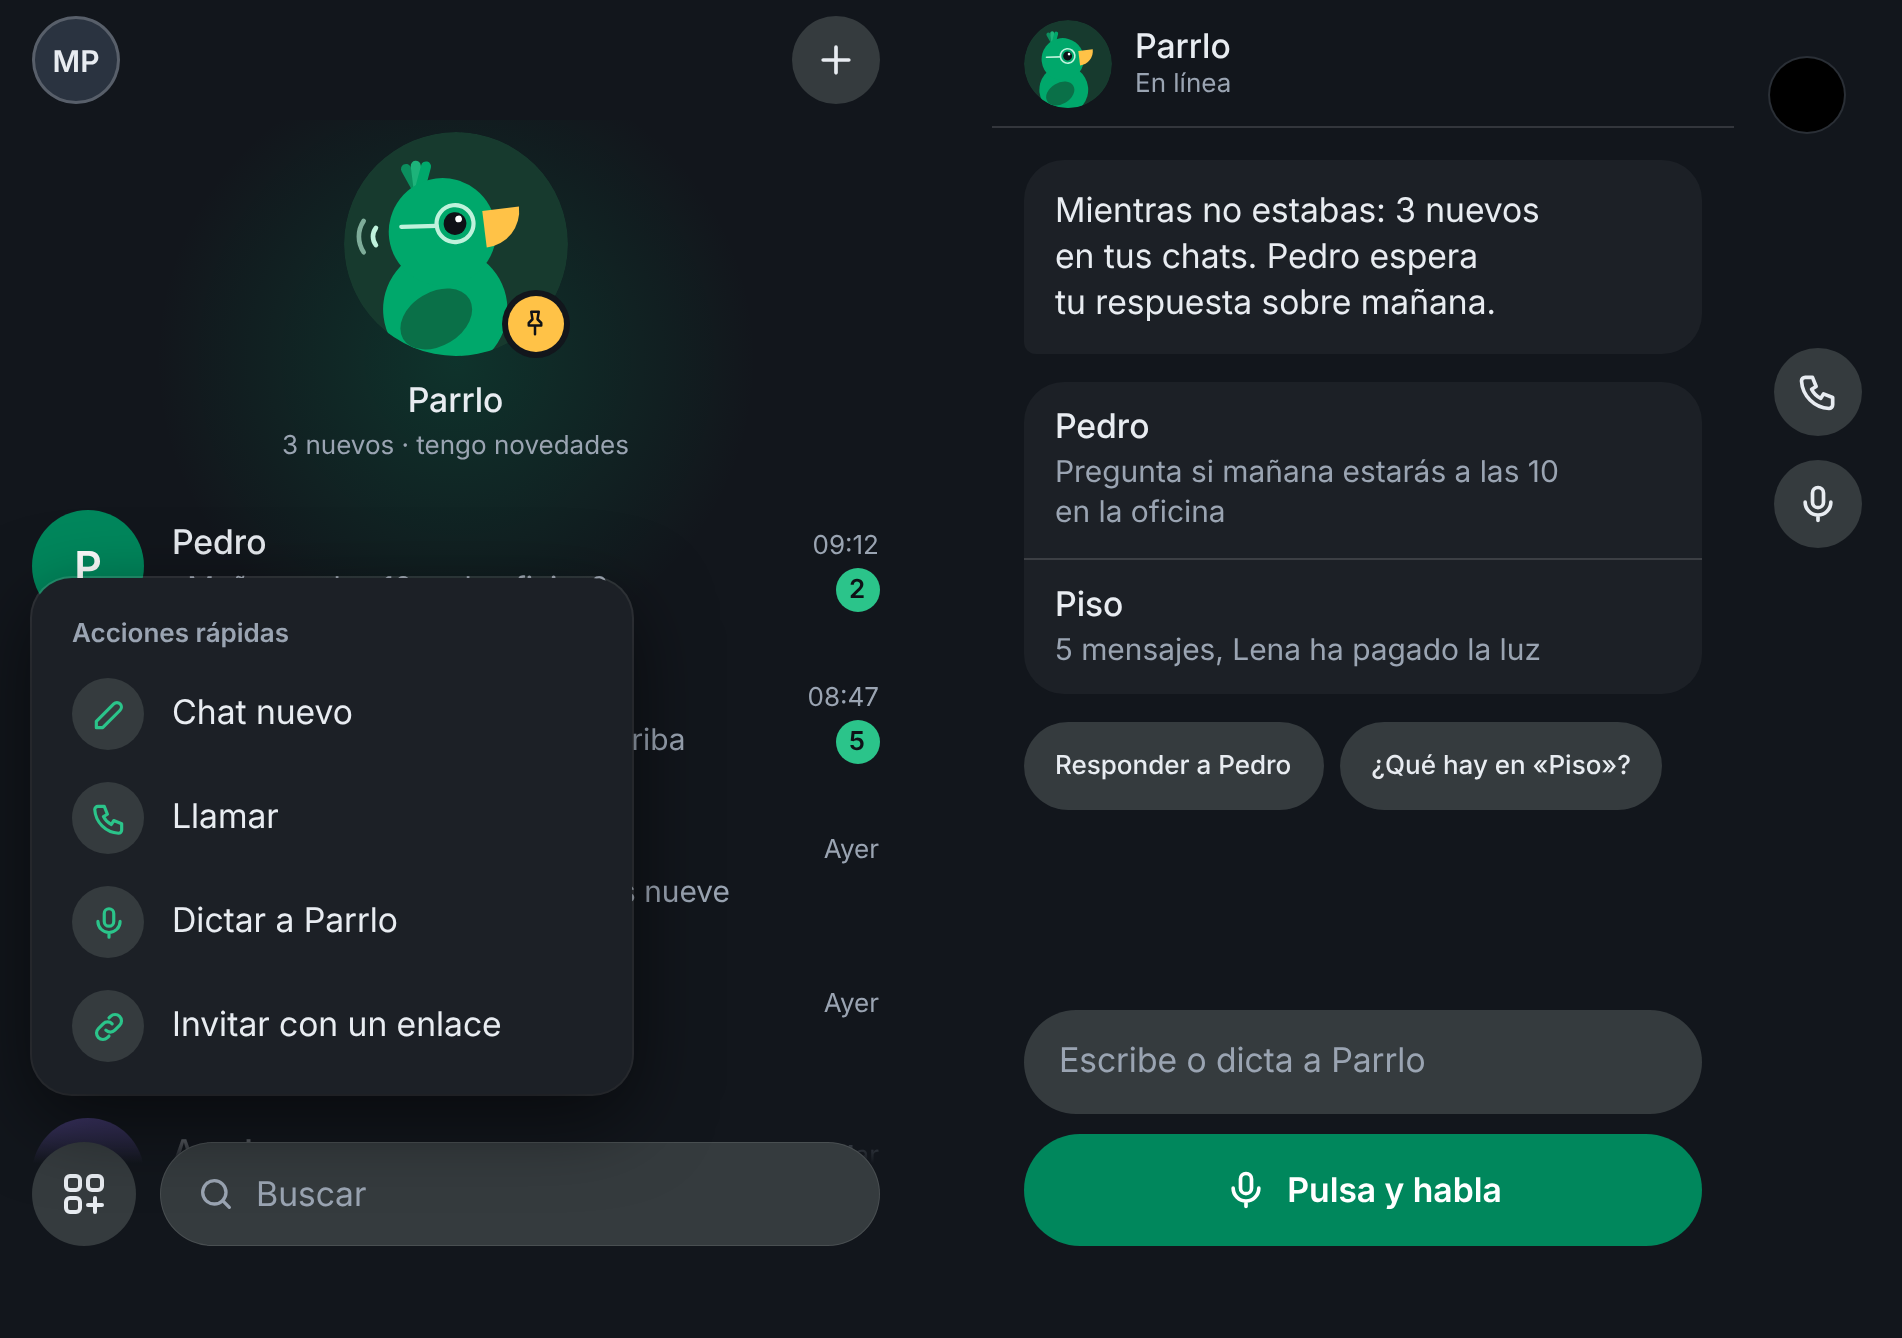 MP
Parrlo
3 nuevos · tengo novedades
P
Pedro
09:12
2
08:47
riba
5
Ayer
nueve
Ayer
Acciones rápidas
Chat nuevo
Llamar
Dictar a Parrlo
Invitar con un enlace
Buscar
Parrlo
En línea
Mientras no estabas: 3 nuevos
en tus chats. Pedro espera
tu respuesta sobre mañana.
Pedro
Pregunta si mañana estarás a las 10
en la oficina
Piso
5 mensajes, Lena ha pagado la luz
Responder a Pedro
¿Qué hay en «Piso»?
Escribe o dicta a Parrlo
Pulsa y habla